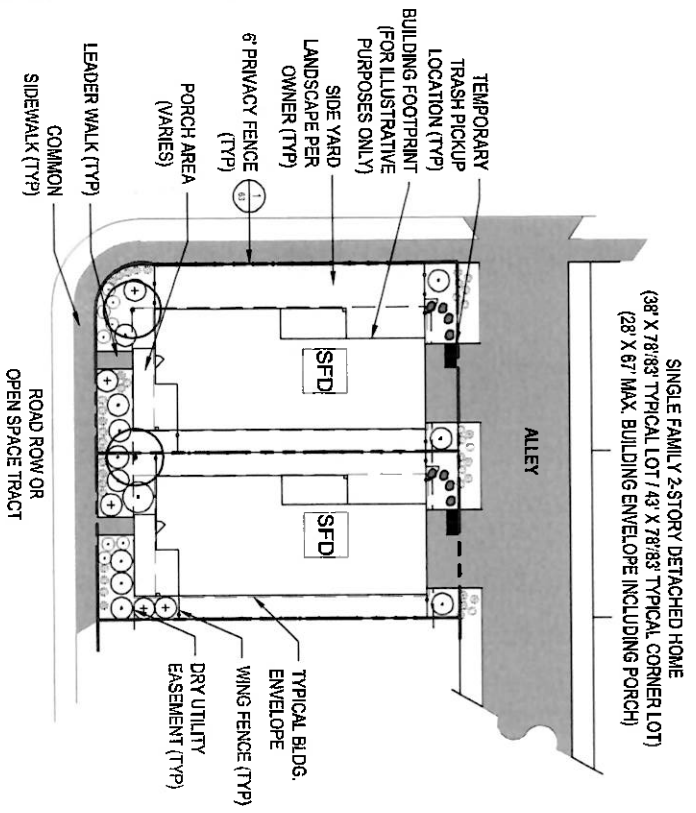 SINGLE FAMILY 2-STORY DETACHED HOME
(38' X 78'/83' TYPICAL LOT / 43' X 78'/83' TYPICAL CORNER LOT)
(28' X 67' MAX. BUILDING ENVELOPE INCLUDING PORCH)
TEMPORARY
TRASH PICKUP
LOCATION (TYP)
BUILDING FOOTPRINT
(FOR ILLUSTRATIVE
PURPOSES ONLY)
SIDE YARD
LANDSCAPE PER
OWNER (TYP)
6' PRIVACY FENCE
(TYP)
1
63
PORCH AREA
(VARIES)
LEADER WALK (TYP)
COMMON
SIDEWALK (TYP)
ALLEY
SFD
SFD
ROAD ROW OR
OPEN SPACE TRACT
TYPICAL BLDG.
ENVELOPE
WING FENCE (TYP)
DRY UTILITY
EASEMENT (TYP)